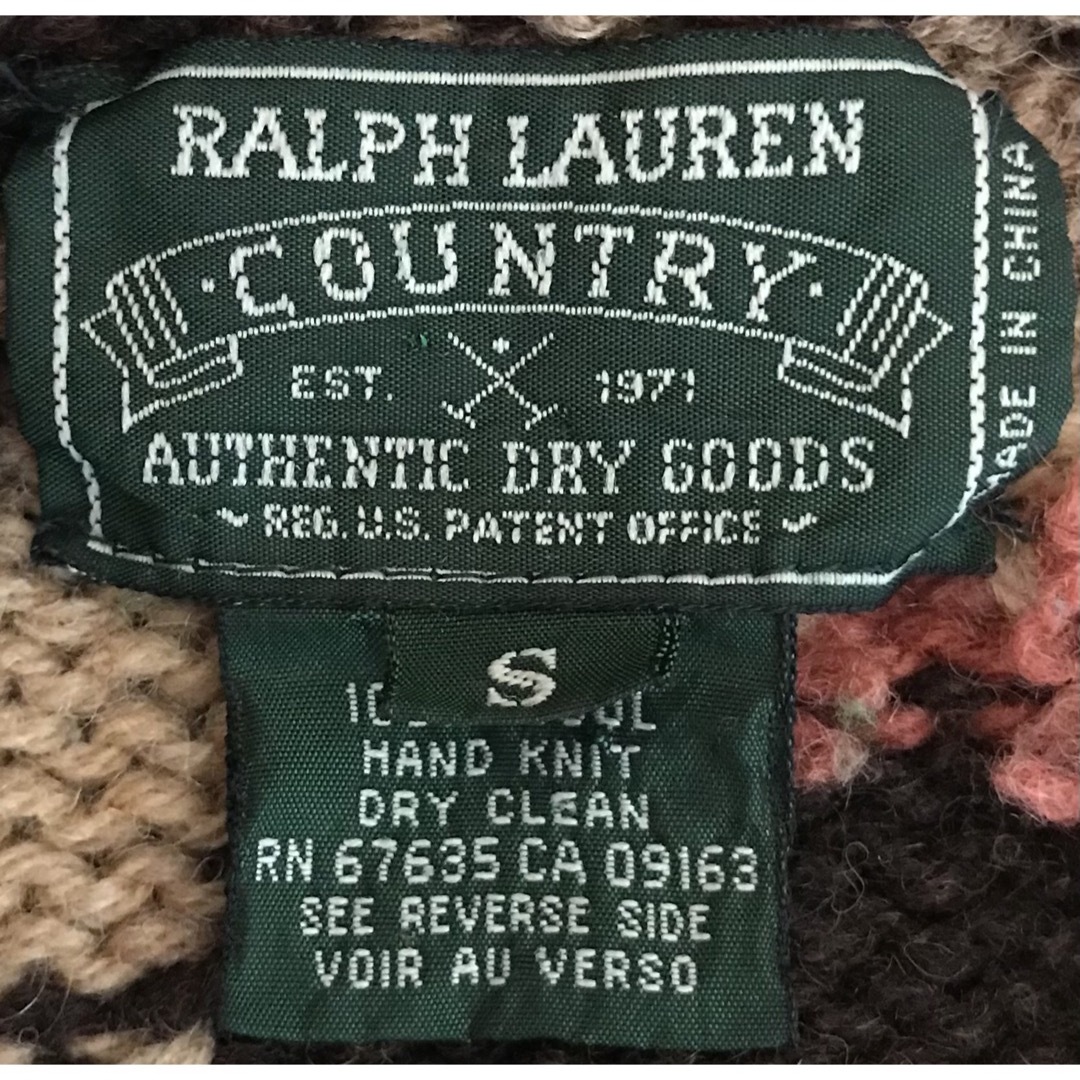 RALPH LAUREN
· COUNTRY ·
EST. 1971
AUTHENTIC DRY GOODS
~ REG. U.S. PATENT OFFICE ~
MADE IN CHINA
S
HAND KNIT
DRY CLEAN
RN 67635 CA 09163
SEE REVERSE SIDE
VOIR AU VERSO